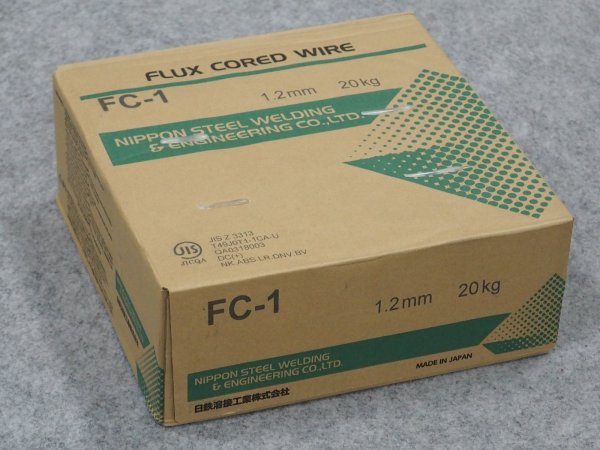 FLUX CORED WIRE
FC-1 1.2mm 20kg
NIPPON STEEL WELDING
& ENGINEERING CO.,LTD.
JIS
JICQA
JIS Z 3313
T49J0T1-1CA-U
QA0318003
DC(+)
NK.ABS.LR.DNV.BV
FC-1 1.2mm 20kg
NIPPON STEEL WELDING
& ENGINEERING CO.,LTD.
MADE IN JAPAN
日鉄溶接工業株式会社